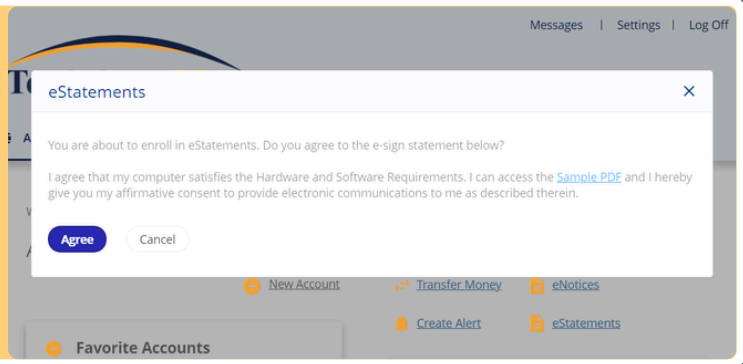 Messages | Settings | Log Off
eStatements
You are about to enroll in eStatements. Do you agree to the e-sign statement below?
I agree that my computer satisfies the Hardware and Software Requirements. I can access the Sample PDF and I hereby
give you my affirmative consent to provide electronic communications to me as described therein.
Agree Cancel
New Account Transfer Money eNotices
Create Alert eStatements
Favorite Accounts